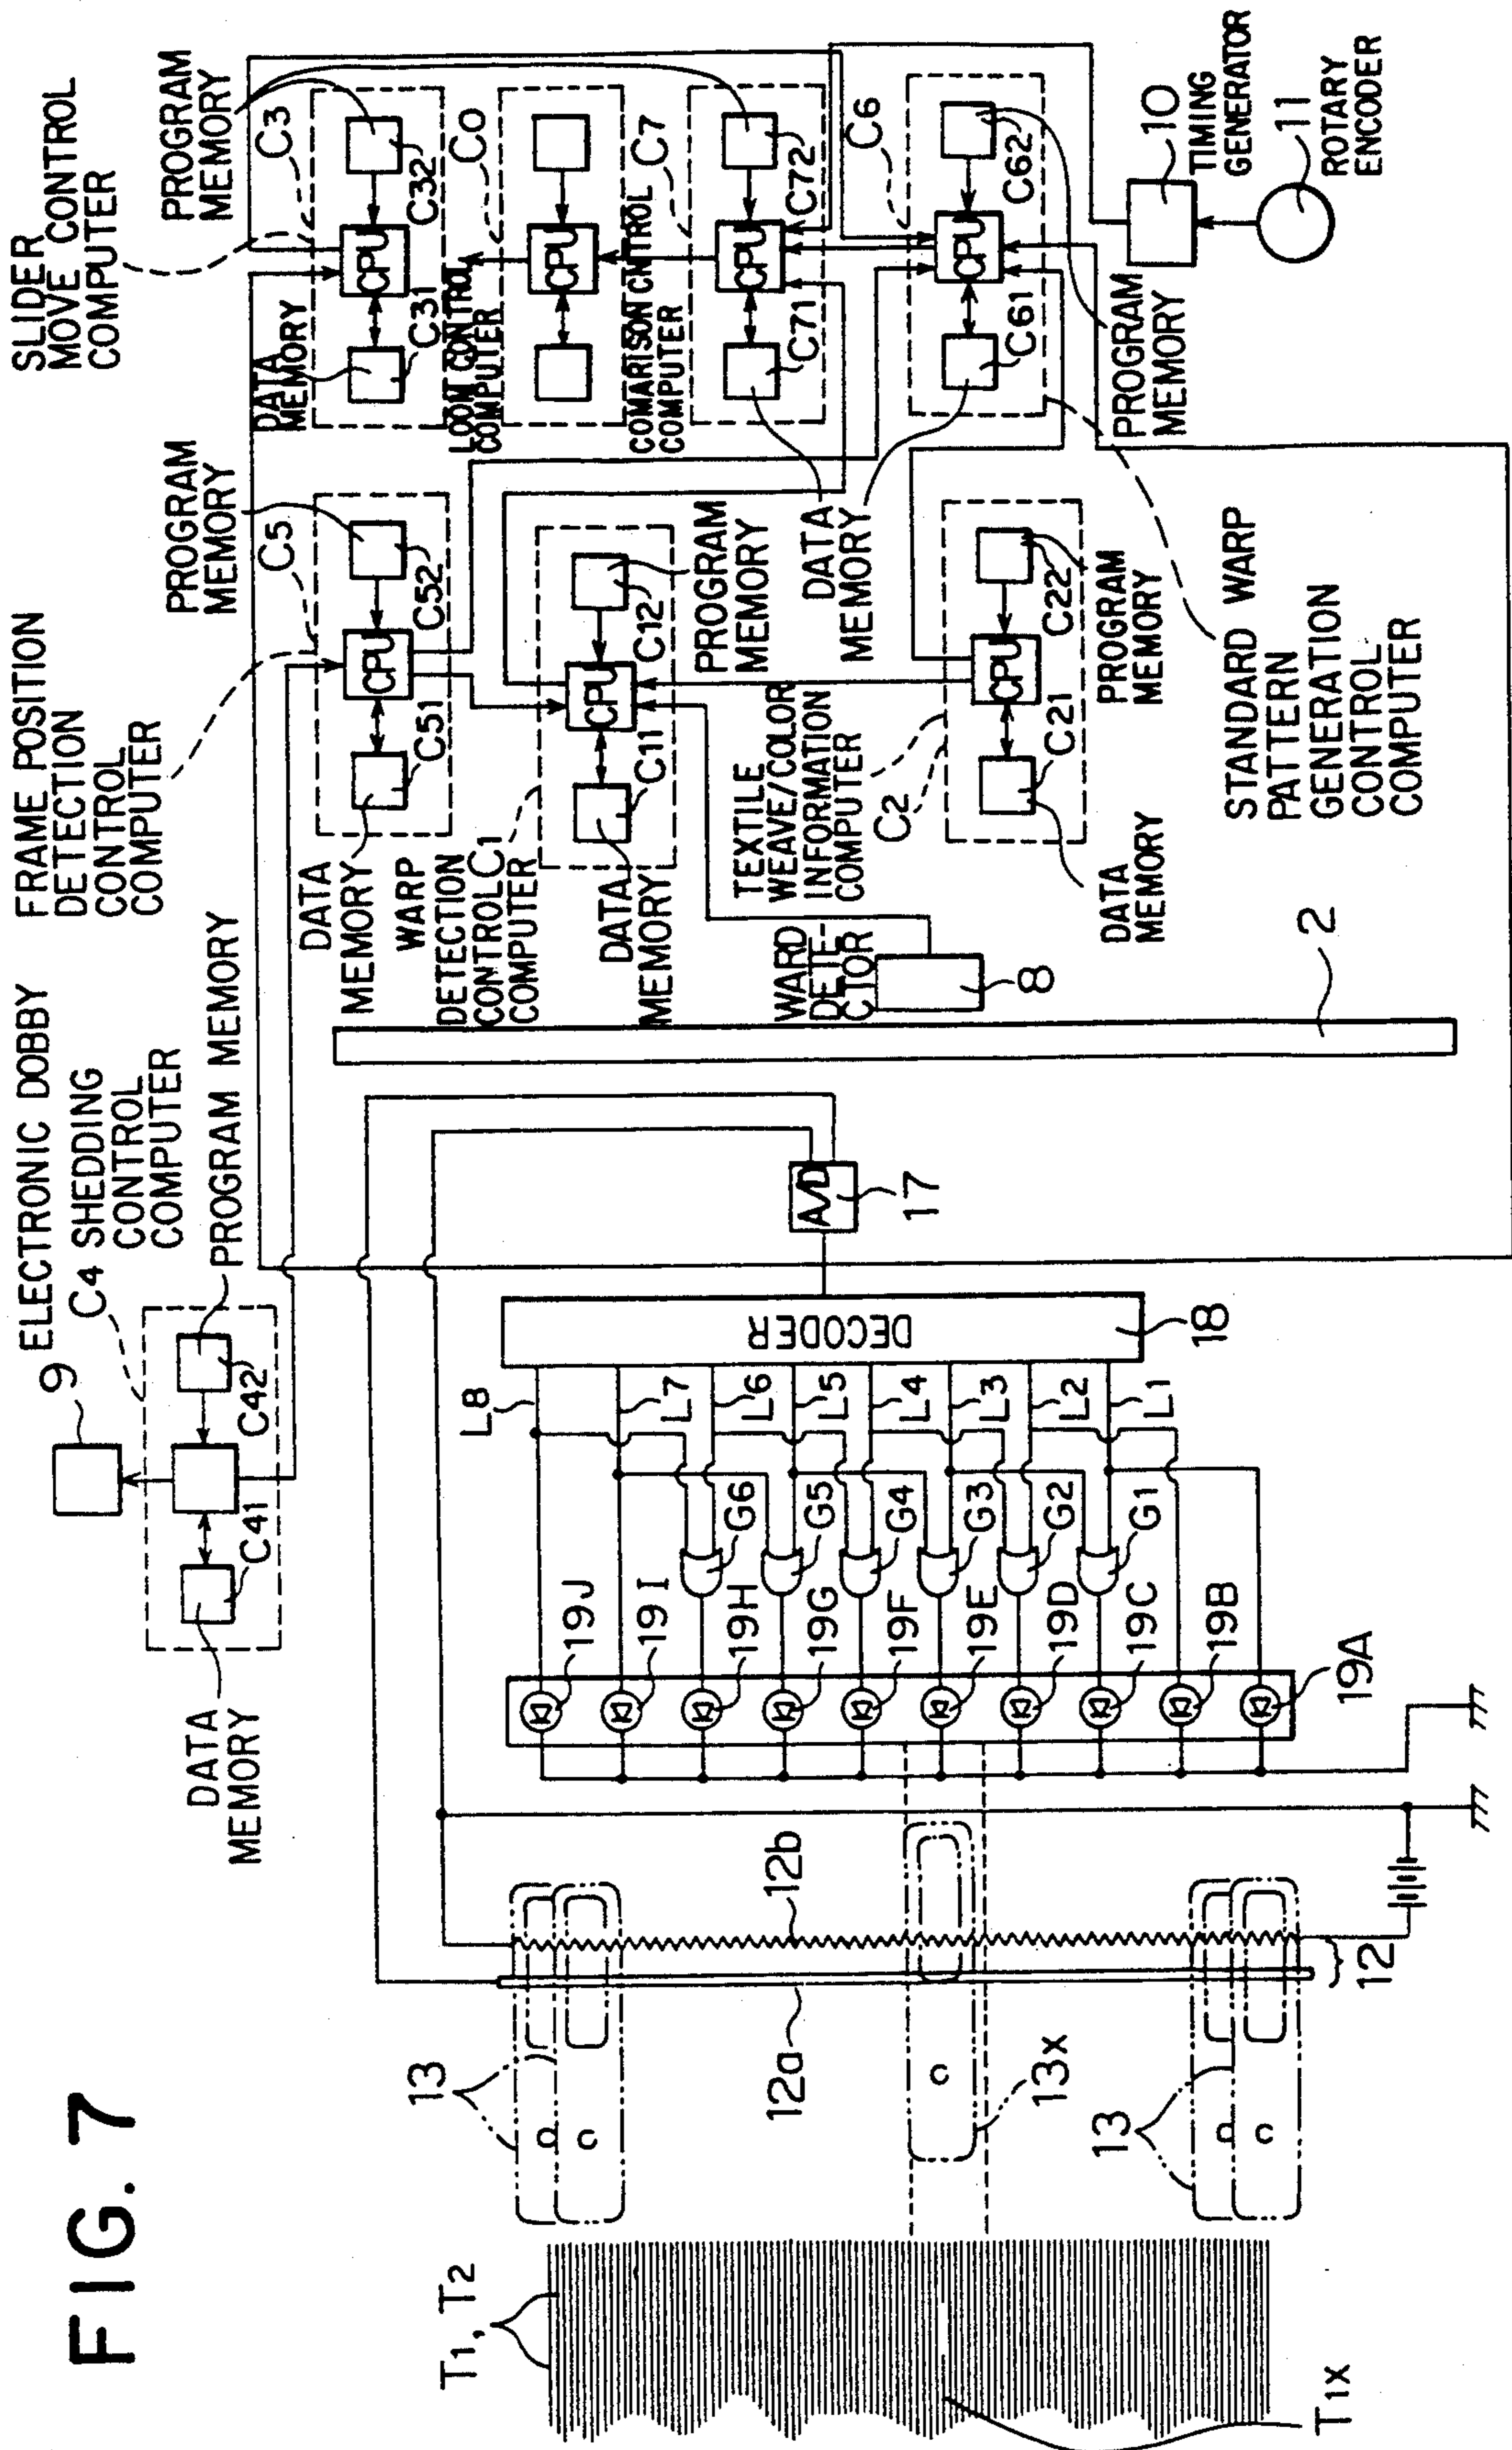 FIG. 7
T1, T2
T1X
13
13X
13
12a
12b
12
C
C
C
C
C
DATA
MEMORY
9
ELECTRONIC DOBBY
C4
SHEDDING
CONTROL
COMPUTER
PROGRAM MEMORY
C41
C42
19J
19I
19H
19G
19F
19E
19D
19C
19B
19A
G6
G5
G4
G3
G2
G1
L8
L7
L6
L5
L4
L3
L2
L1
DECODER
18
A/D
17
2
FRAME POSITION
DETECTION
CONTROL
COMPUTER
C5
PROGRAM
MEMORY
DATA
MEMORY
CPU
C51
C52
WARP
DETECTION
CONTROL
COMPUTER
C1
DATA
MEMORY
CPU
C11
C12
PROGRAM
MEMORY
WARD
DETE-
CTOR
8
TEXTILE
WEAVE/COLOR
INFORMATION
COMPUTER
C2
CPU
C21
C22
DATA
MEMORY
PROGRAM
MEMORY
DATA
MEMORY
STANDARD WARP
PATTERN
GENERATION
CONTROL
COMPUTER
SLIDER
MOVE CONTROL
COMPUTER
PROGRAM
MEMORY
C3
DATA
MEMORY
CPU
C31
C32
LOOM CONTROL
COMPUTER
C0
CPU
COMARISON CNTROL
COMPUTER
C7
CPU
C71
C72
C6
CPU
C61
C62
PROGRAM
MEMORY
10
TIMING
GENERATOR
11
ROTARY
ENCODER